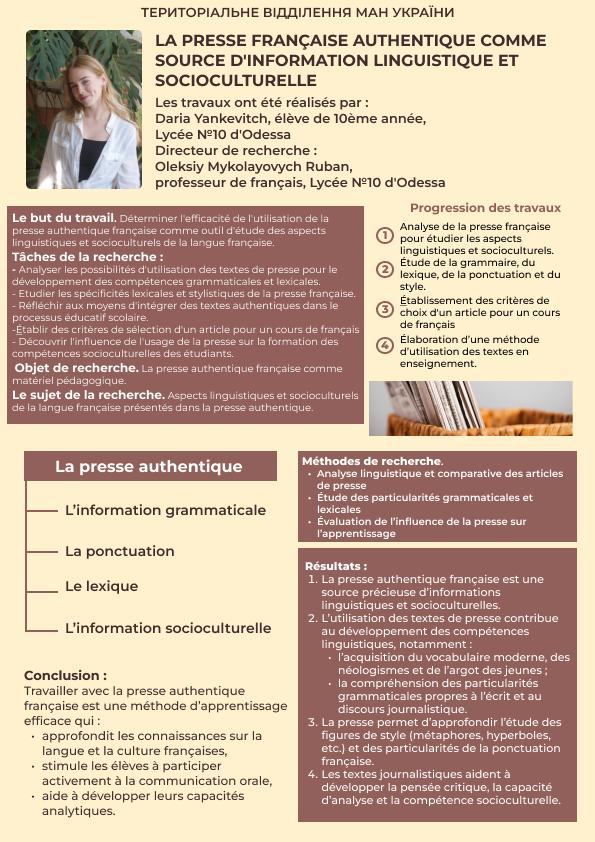 ТЕРИТОРІАЛЬНЕ ВІДДІЛЕННЯ МАН УКРАЇНИ
LA PRESSE FRANÇAISE AUTHENTIQUE COMME
SOURCE D'INFORMATION LINGUISTIQUE ET
SOCIOCULTURELLE
Les travaux ont été réalisés par :
Daria Yankevitch, élève de 10ème année,
Lycée №10 d'Odessa
Directeur de recherche :
Oleksiy Mykolayovych Ruban,
professeur de français, Lycée №10 d'Odessa
Le but du travail. Déterminer l'efficacité de l'utilisation de la
presse authentique française comme outil d'étude des aspects
linguistiques et socioculturels de la langue française.
Tâches de la recherche :
- Analyser les possibilités d'utilisation des textes de presse pour le
développement des compétences grammaticales et lexicales.
- Etudier les spécificités lexicales et stylistiques de la presse française.
- Réfléchir aux moyens d'intégrer des textes authentiques dans le
processus éducatif scolaire.
-Établir des critères de sélection d'un article pour un cours de français
- Découvrir l'influence de l'usage de la presse sur la formation des
compétences socioculturelles des étudiants.
Objet de recherche. La presse authentique française comme
matériel pédagogique.
Le sujet de la recherche. Aspects linguistiques et socioculturels
de la langue française présentés dans la presse authentique.
Progression des travaux
1 Analyse de la presse française
pour étudier les aspects
linguistiques et socioculturels.
2 Étude de la grammaire, du
lexique, de la ponctuation et du
style.
3 Établissement des critères de
choix d'un article pour un cours
de français
4 Élaboration d'une méthode
d'utilisation des textes en
enseignement.
La presse authentique
L'information grammaticale
La ponctuation
Le lexique
L'information socioculturelle
Conclusion :
Travailler avec la presse authentique
française est une méthode d'apprentissage
efficace qui :
• approfondit les connaissances sur la
langue et la culture françaises,
• stimule les élèves à participer
activement à la communication orale,
• aide à développer leurs capacités
analytiques.
Méthodes de recherche.
• Analyse linguistique et comparative des articles
de presse
• Étude des particularités grammaticales et
lexicales
• Évaluation de l'influence de la presse sur
l'apprentissage
Résultats :
1. La presse authentique française est une
source précieuse d'informations
linguistiques et socioculturelles.
2. L'utilisation des textes de presse contribue
au développement des compétences
linguistiques, notamment :
• l'acquisition du vocabulaire moderne, des
néologismes et de l'argot des jeunes ;
• la compréhension des particularités
grammaticales propres à l'écrit et au
discours journalistique.
3. La presse permet d'approfondir l'étude des
figures de style (métaphores, hyperboles,
etc.) et des particularités de la ponctuation
française.
4. Les textes journalistiques aident à
développer la pensée critique, la capacité
d'analyse et la compétence socioculturelle.